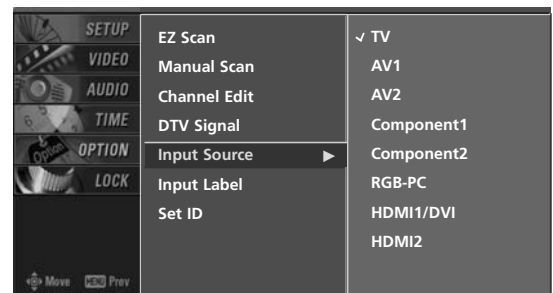 SETUP
VIDEO
AUDIO
TIME
OPTION
LOCK
Move MENU Prev
EZ Scan
Manual Scan
Channel Edit
DTV Signal
Input Source ►
Input Label
Set ID
✓ TV
AV1
AV2
Component1
Component2
RGB-PC
HDMI1/DVI
HDMI2